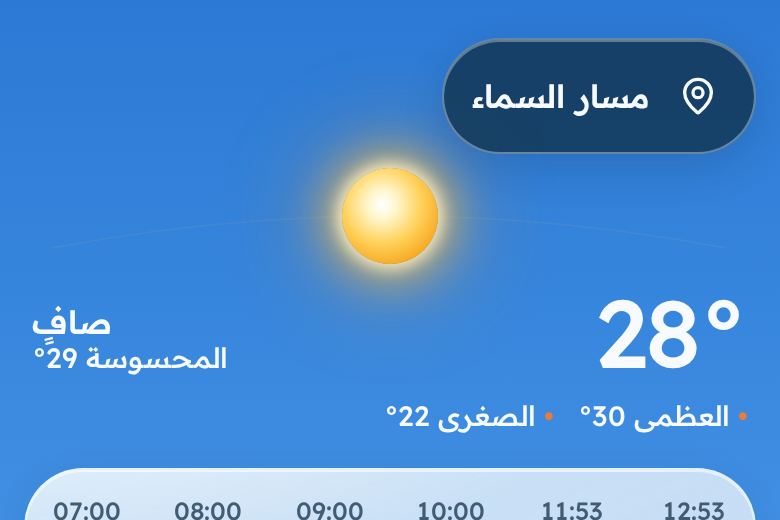 مسار السماء
28°
صافٍ
المحسوسة 29°
العظمى 30° • الصغرى 22° •
07:00 08:00 09:00 10:00 11:53 12:53